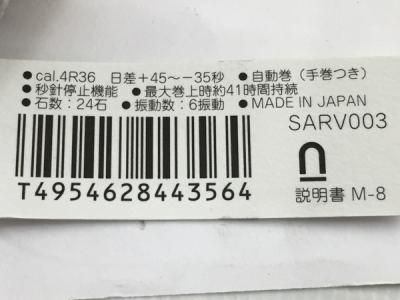 ●cal.4R36 日差+45～−35秒 ●自動巻（手巻つき）
●秒針停止機能 ●最大巻上時約41時間持続
●石数：24石 ●振動数：6振動 ●MADE IN JAPAN
SARV003
T4954628443564
説明書 M-8